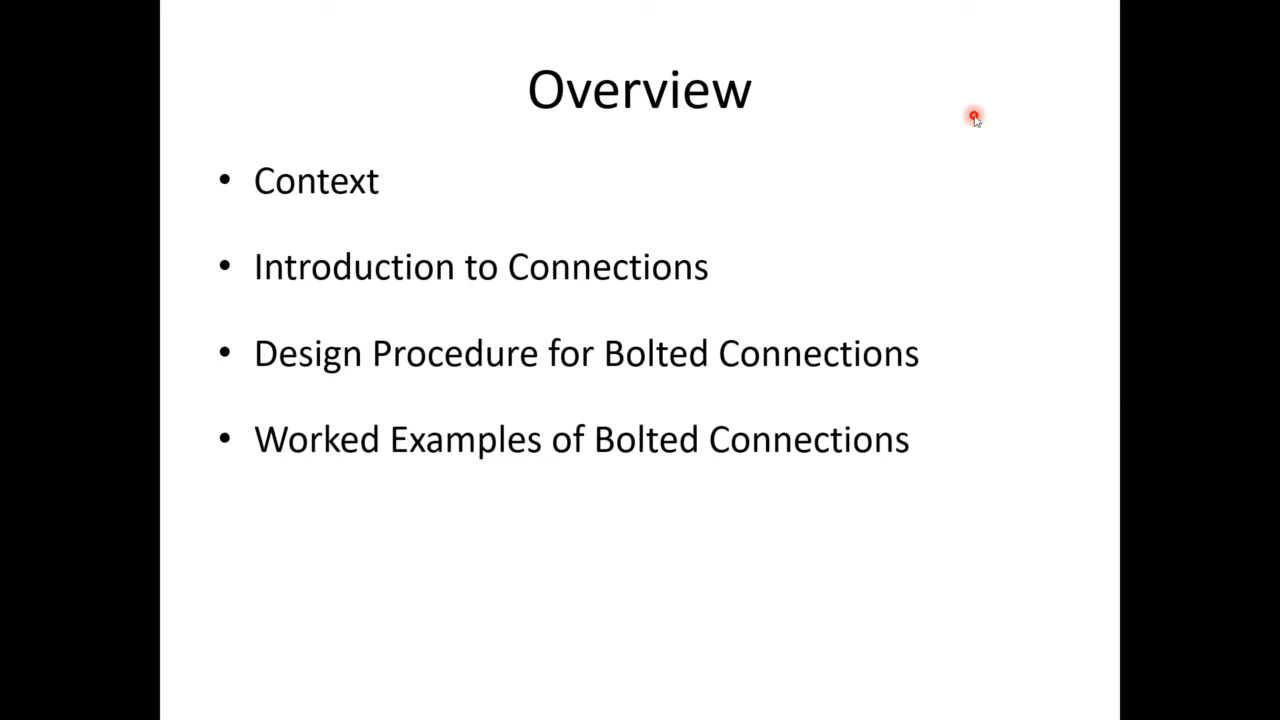 Overview
• Context
• Introduction to Connections
• Design Procedure for Bolted Connections
• Worked Examples of Bolted Connections